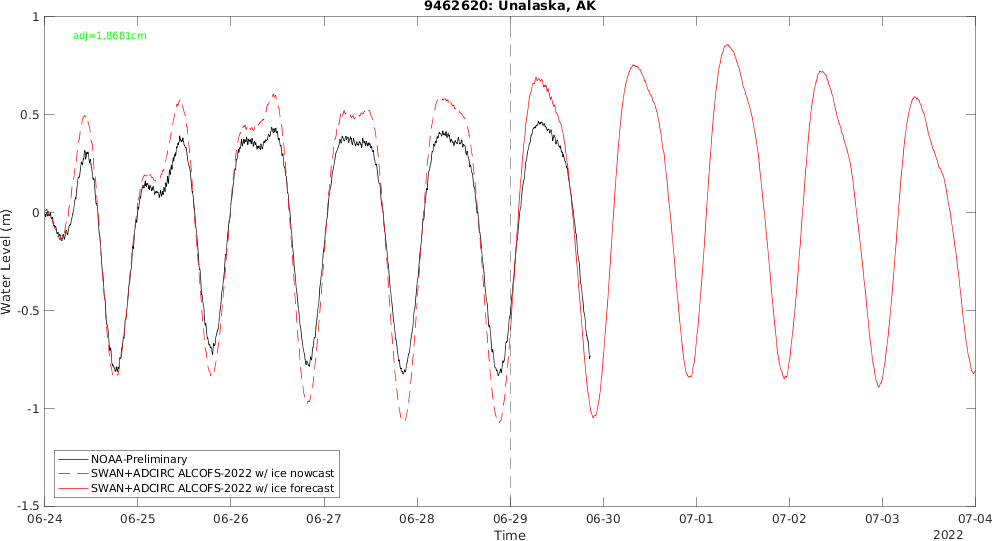 9462620: Unalaska, AK
adj=1.8681cm
1
0.5
0
-0.5
-1
-1.5
Water Level (m)
NOAA-Preliminary
SWAN+ADCIRC ALCOFS-2022 w/ ice nowcast
SWAN+ADCIRC ALCOFS-2022 w/ ice forecast
06-24 06-25 06-26 06-27 06-28 06-29 06-30 07-01 07-02 07-03 07-04
Time
2022